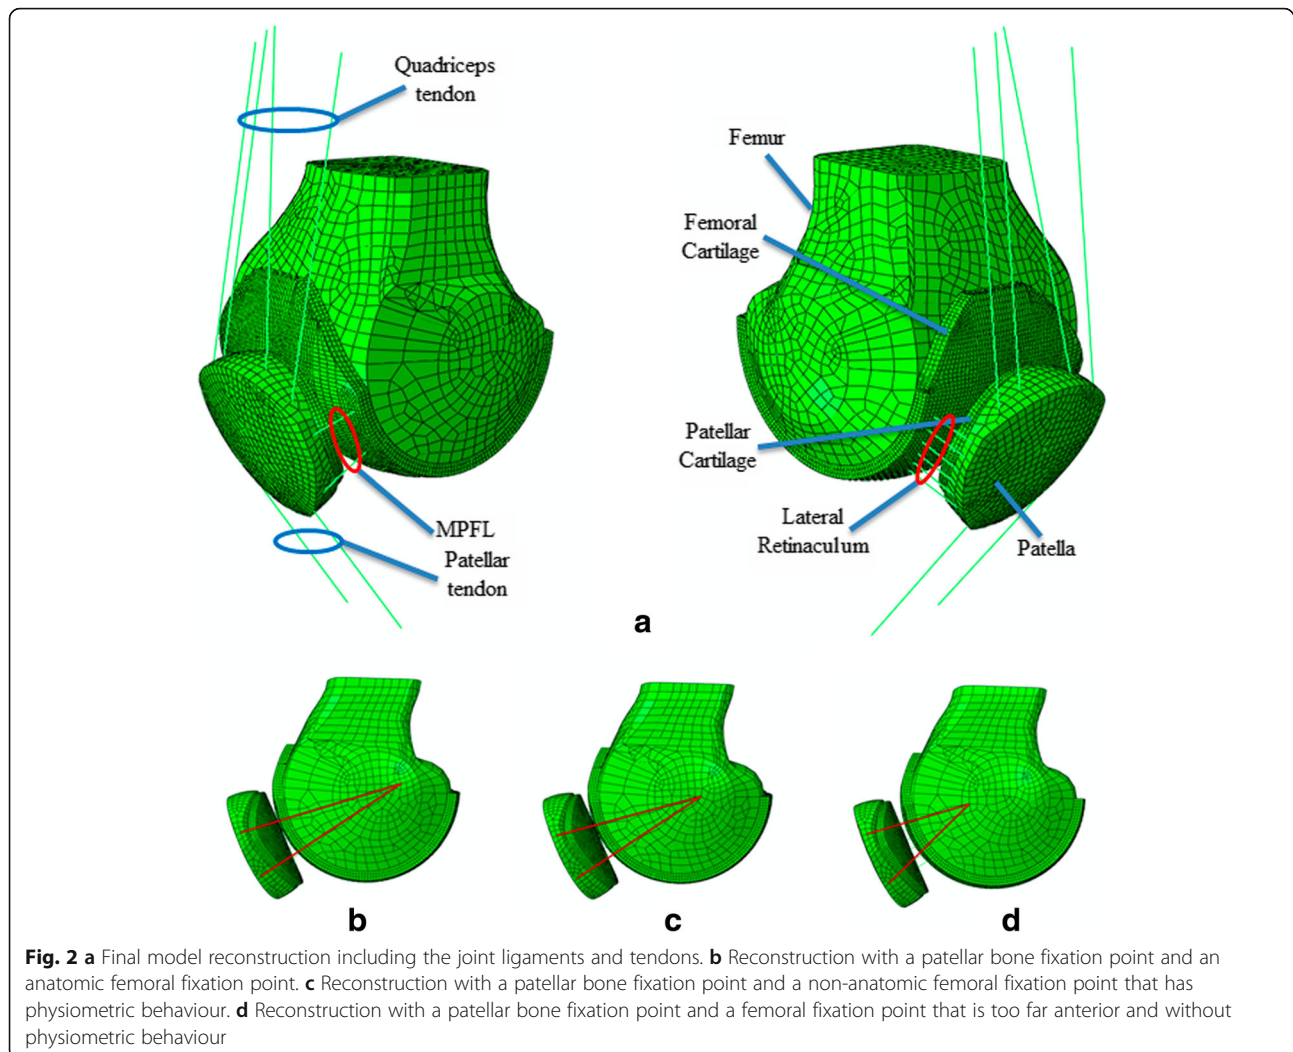 Quadriceps
tendon
Femur
Femoral
Cartilage
Patellar
Cartilage
Lateral
Retinaculum
Patella
MPFL
Patellar
tendon
a
b
c
d
Fig. 2 a Final model reconstruction including the joint ligaments and tendons. b Reconstruction with a patellar bone fixation point and an
anatomic femoral fixation point. c Reconstruction with a patellar bone fixation point and a non-anatomic femoral fixation point that has
physiometric behaviour. d Reconstruction with a patellar bone fixation point and a femoral fixation point that is too far anterior and without
physiometric behaviour